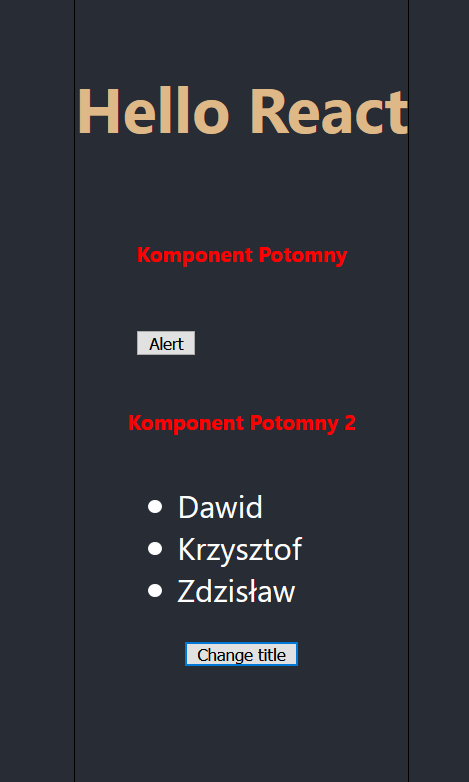 Hello React
Komponent Potomny
Alert
Komponent Potomny 2
Dawid
Krzysztof
Zdzisław
Change title